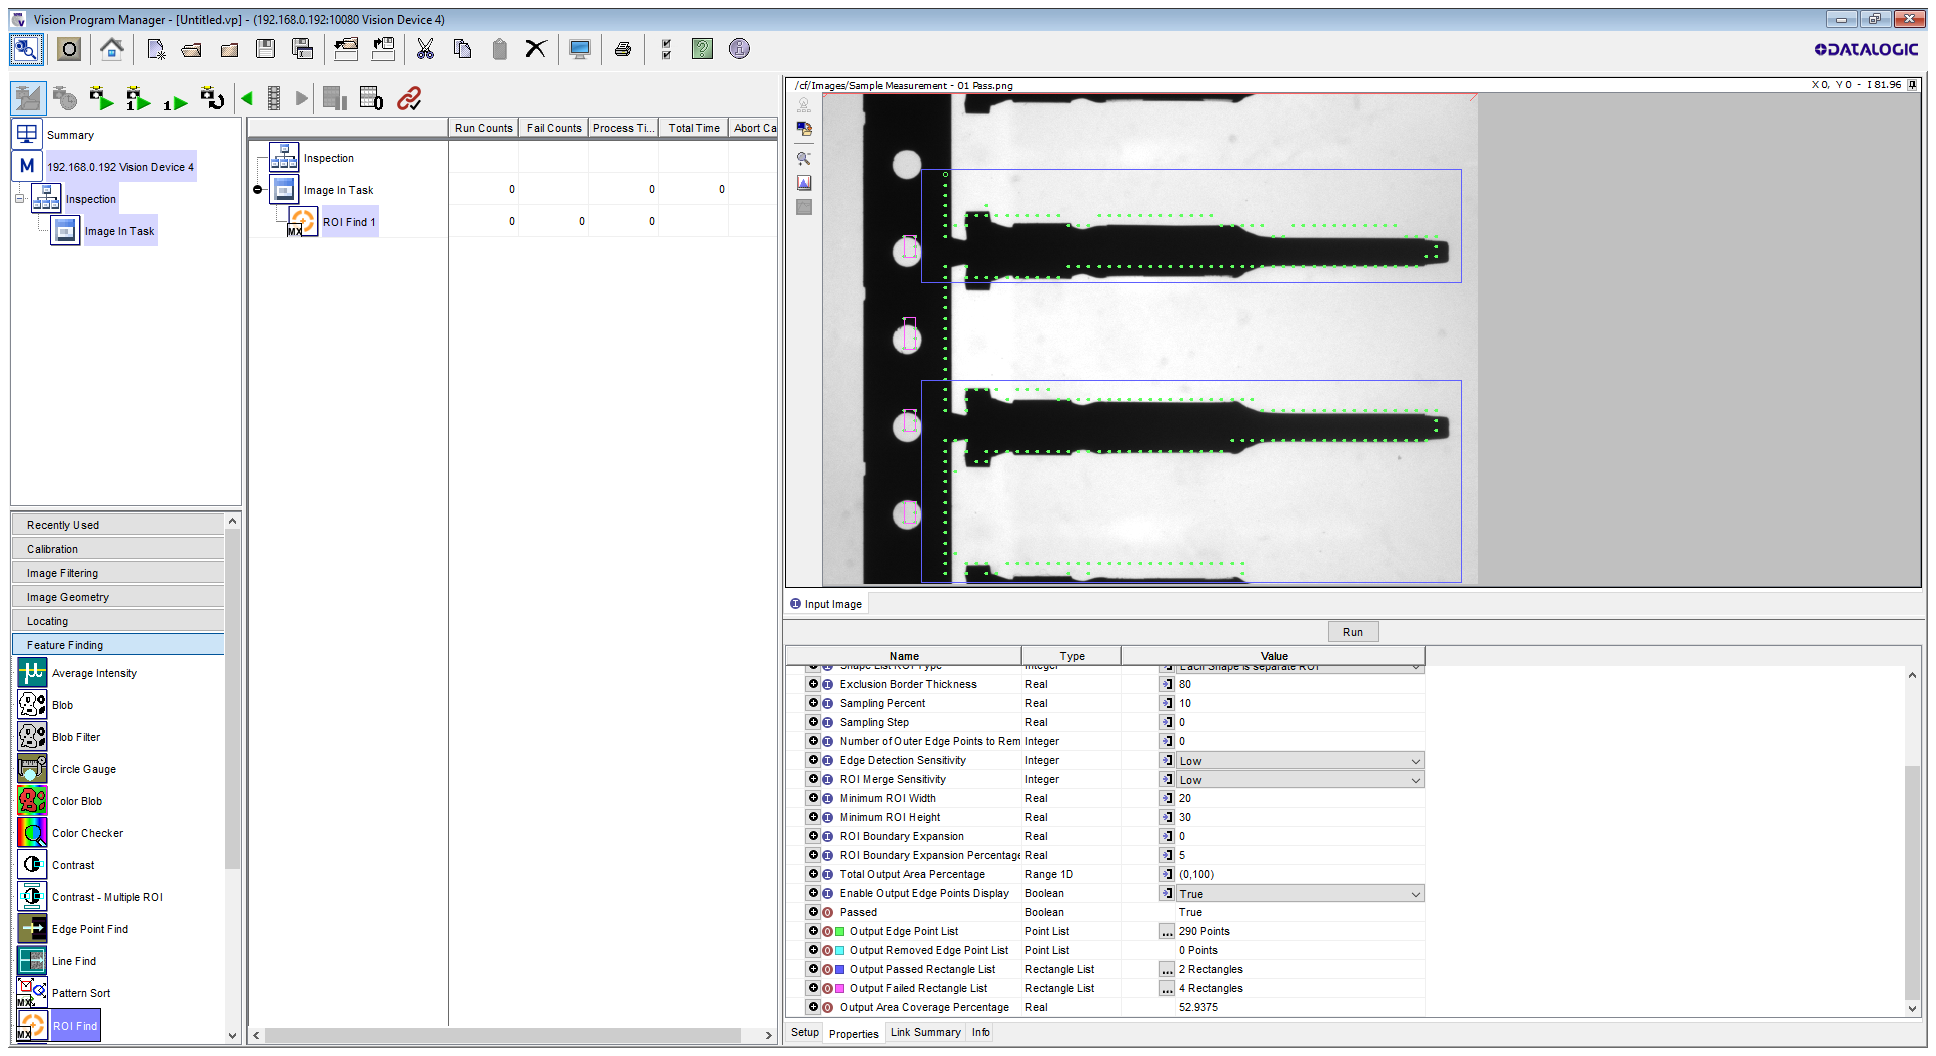 Vision Program Manager - [Untitled.vp] - (192.168.0.192:10080 Vision Device 4)
DATALOGIC
Summary
M 192.168.0.192 Vision Device 4
Inspection
Image In Task
Run Counts Fail Counts Process Ti... Total Time Abort Ca
Inspection
Image In Task 0 0 0
MX ROI Find 1 0 0 0
Recently Used
Calibration
Image Filtering
Image Geometry
Locating
Feature Finding
Average Intensity
Blob
Blob Filter
Circle Gauge
Color Blob
Color Checker
Contrast
Contrast - Multiple ROI
Edge Point Find
Line Find
MX Pattern Sort
MX ROI Find
/cf/Images/Sample Measurement - 01 Pass.png
X 0, Y 0 - I 81.96
Input Image
Run
Name Type Value
Shape List ROI Type Integer Each Shape is separate ROI
Exclusion Border Thickness Real 80
Sampling Percent Real 10
Sampling Step Real 0
Number of Outer Edge Points to Rem Integer 0
Edge Detection Sensitivity Integer Low
ROI Merge Sensitivity Integer Low
Minimum ROI Width Real 20
Minimum ROI Height Real 30
ROI Boundary Expansion Real 0
ROI Boundary Expansion Percentage Real 5
Total Output Area Percentage Range 1D (0,100)
Enable Output Edge Points Display Boolean True
Passed Boolean True
Output Edge Point List Point List ... 290 Points
Output Removed Edge Point List Point List 0 Points
Output Passed Rectangle List Rectangle List ... 2 Rectangles
Output Failed Rectangle List Rectangle List ... 4 Rectangles
Output Area Coverage Percentage Real 52.9375
Setup Properties Link Summary Info